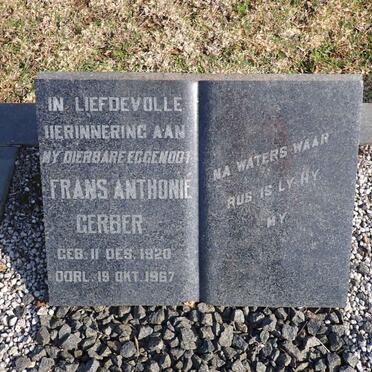 IN LIEFDEVOLLE
HERINNERING AAN
MY DIERBARE EGGENOOT
FRANS ANTHONIE
GERBER
GEB. 11 DES. 1920
OORL. 19 OKT. 1967
NA WATERS WAAR
RUS IS LY HY
MY